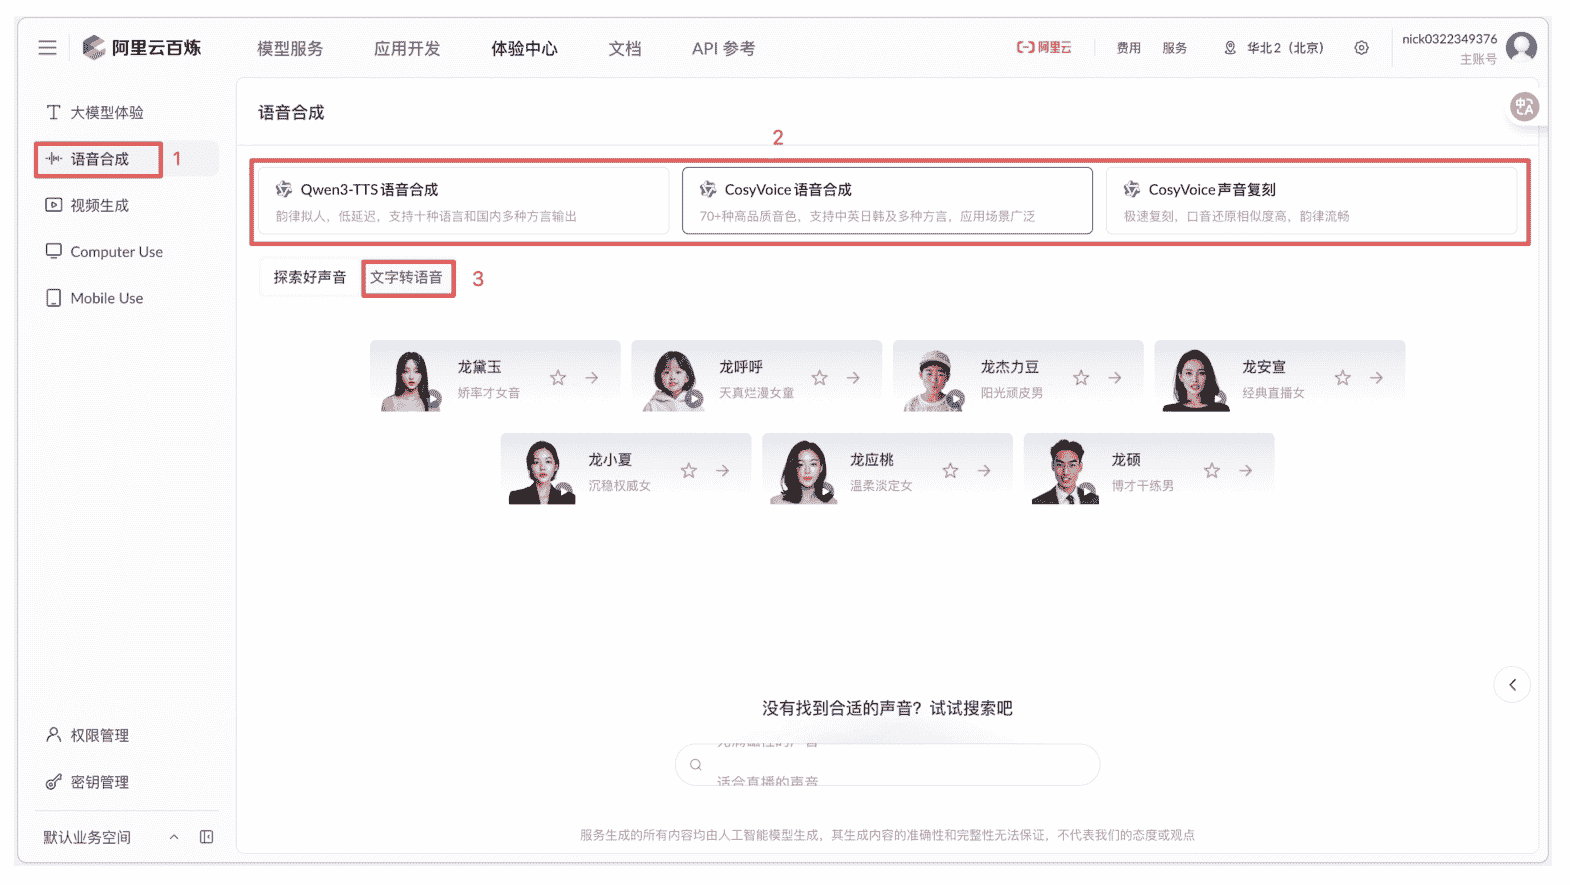 阿里云百炼
模型服务
应用开发
体验中心
文档
API 参考
阿里云
费用
服务
华北2（北京）
nick0322349376
主账号
大模型体验
语音合成
1
视频生成
Computer Use
Mobile Use
权限管理
密钥管理
默认业务空间
语音合成
2
Qwen3-TTS语音合成
韵律拟人，低延迟，支持十种语言和国内多种方言输出
CosyVoice语音合成
70+种高品质音色，支持中英日韩及多种方言，应用场景广泛
CosyVoice声音复刻
极速复刻，口音还原相似度高，韵律流畅
探索好声音
文字转语音
3
龙黛玉
娇率才女音
龙呼呼
天真烂漫女童
龙杰力豆
阳光顽皮男
龙安宣
经典直播女
龙小夏
沉稳权威女
龙应桃
温柔淡定女
龙硕
博才干练男
没有找到合适的声音？试试搜索吧
适合直播的声音
服务生成的所有内容均由人工智能模型生成，其生成内容的准确性和完整性无法保证，不代表我们的态度或观点